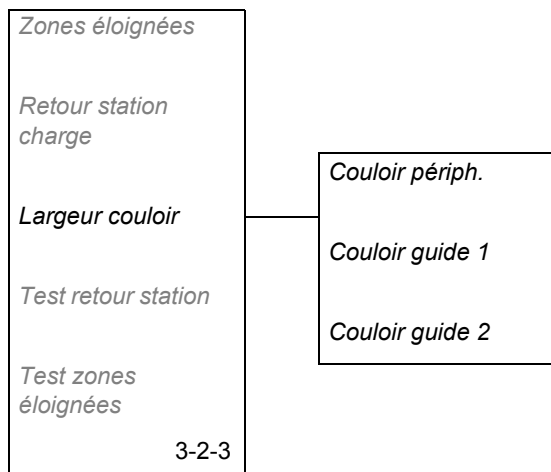 Zones éloignées
Retour station
charge
Largeur couloir
Test retour station
Test zones
éloignées
3-2-3
Couloir périph.
Couloir guide 1
Couloir guide 2